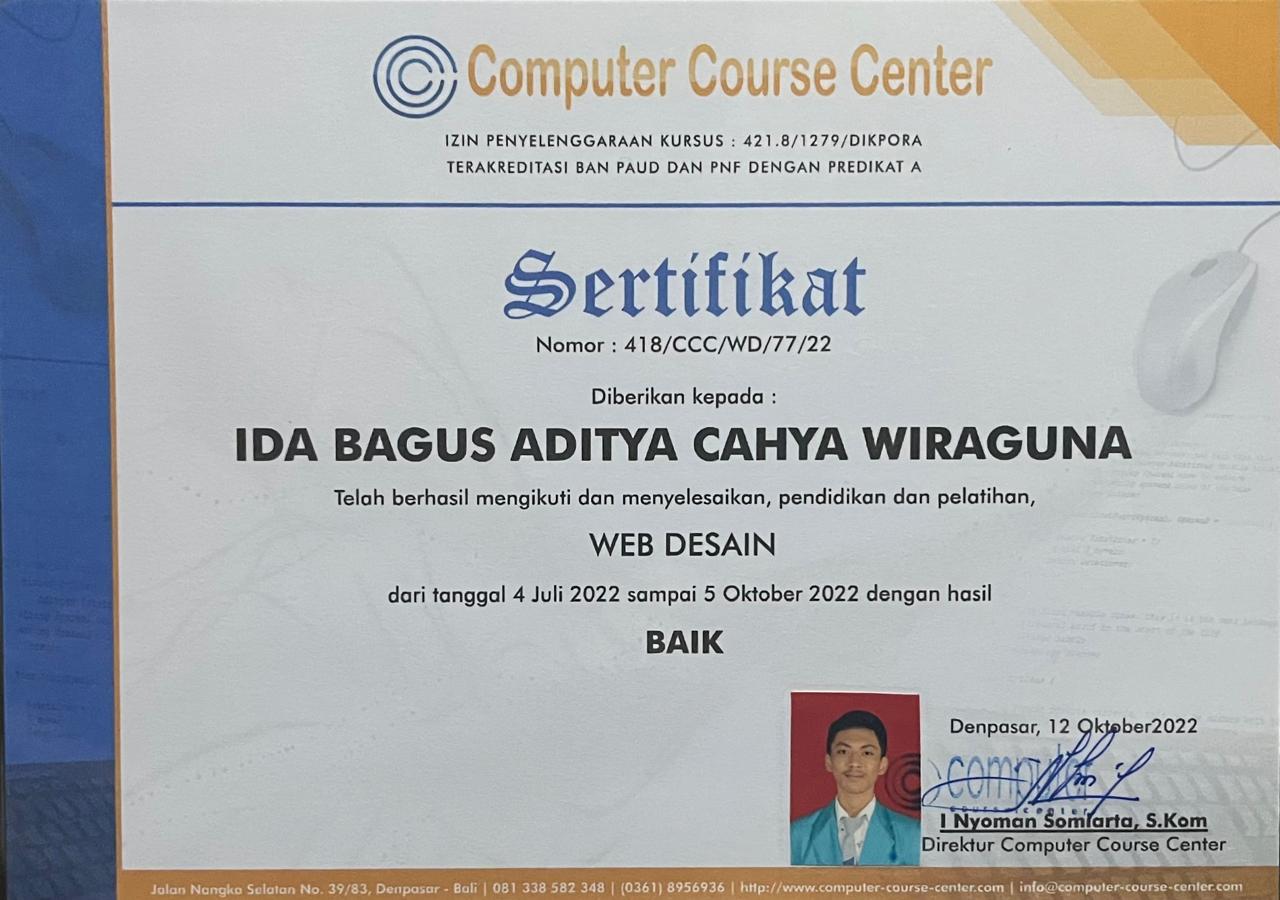 Computer Course Center
IZIN PENYELENGGARAAN KURSUS : 421.8/1279/DIKPORA
TERAKREDITASI BAN PAUD DAN PNF DENGAN PREDIKAT A
Sertifikat
Nomor : 418/CCC/WD/77/22
Diberikan kepada :
IDA BAGUS ADITYA CAHYA WIRAGUNA
Telah berhasil mengikuti dan menyelesaikan, pendidikan dan pelatihan,
WEB DESAIN
dari tanggal 4 Juli 2022 sampai 5 Oktober 2022 dengan hasil
BAIK
Denpasar, 12 Oktober2022
computer
course center
I Nyoman Somiarta, S.Kom
Direktur Computer Course Center
Jalan Nangka Selatan No. 39/83, Denpasar - Bali | 081 338 582 348 | (0361) 8956936 | http://www.computer-course-center.com | info@computer-course-center.com